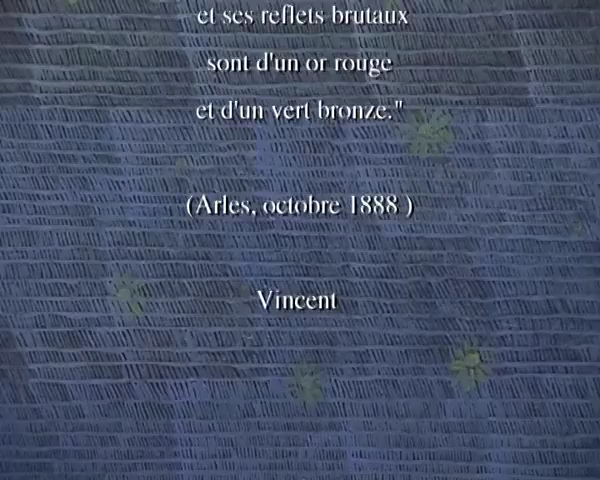 et ses reflets brutaux
sont d'un or rouge
et d'un vert bronze."
(Arles, octobre 1888 )
Vincent